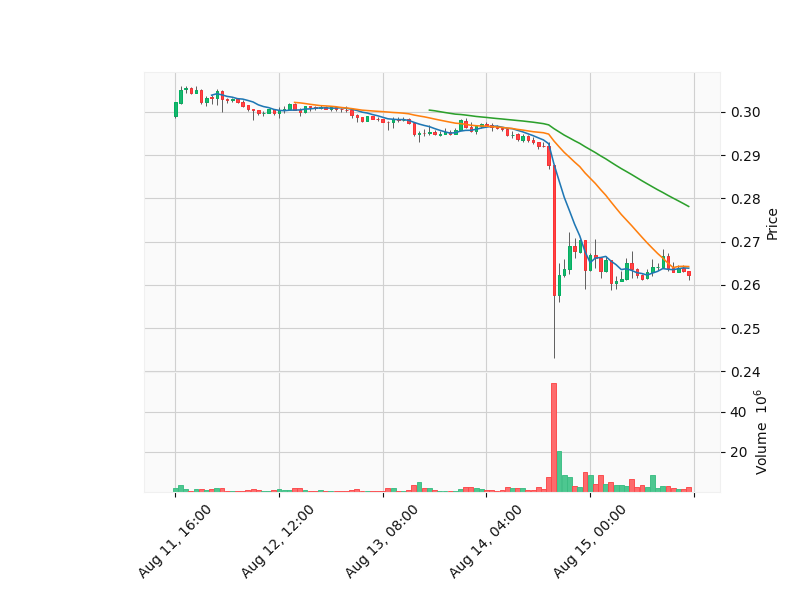 0.30
0.29
0.28
0.27
0.26
0.25
0.24
Price
40
20
Volume 10^6
Aug 11, 16:00
Aug 12, 12:00
Aug 13, 08:00
Aug 14, 04:00
Aug 15, 00:00